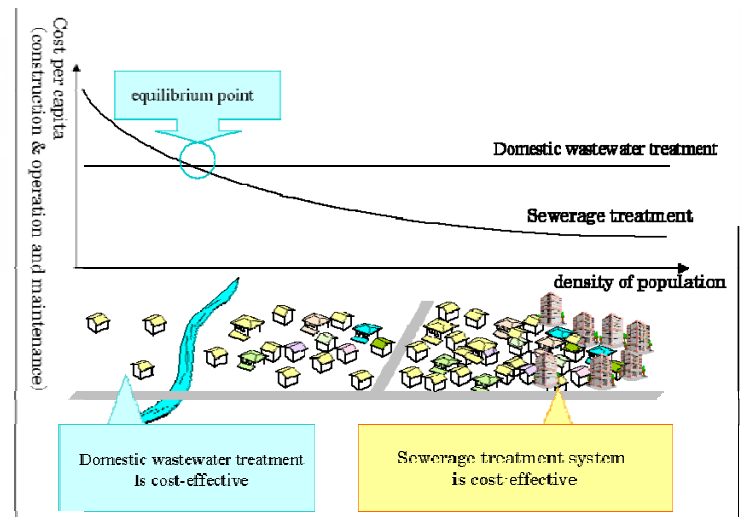 Cost per capita
(construction & operation and maintenance)
equilibrium point
Domestic wastewater treatment
Sewerage treatment
density of population
Domestic wastewater treatment
Is cost-effective
Sewerage treatment system
is cost-effective